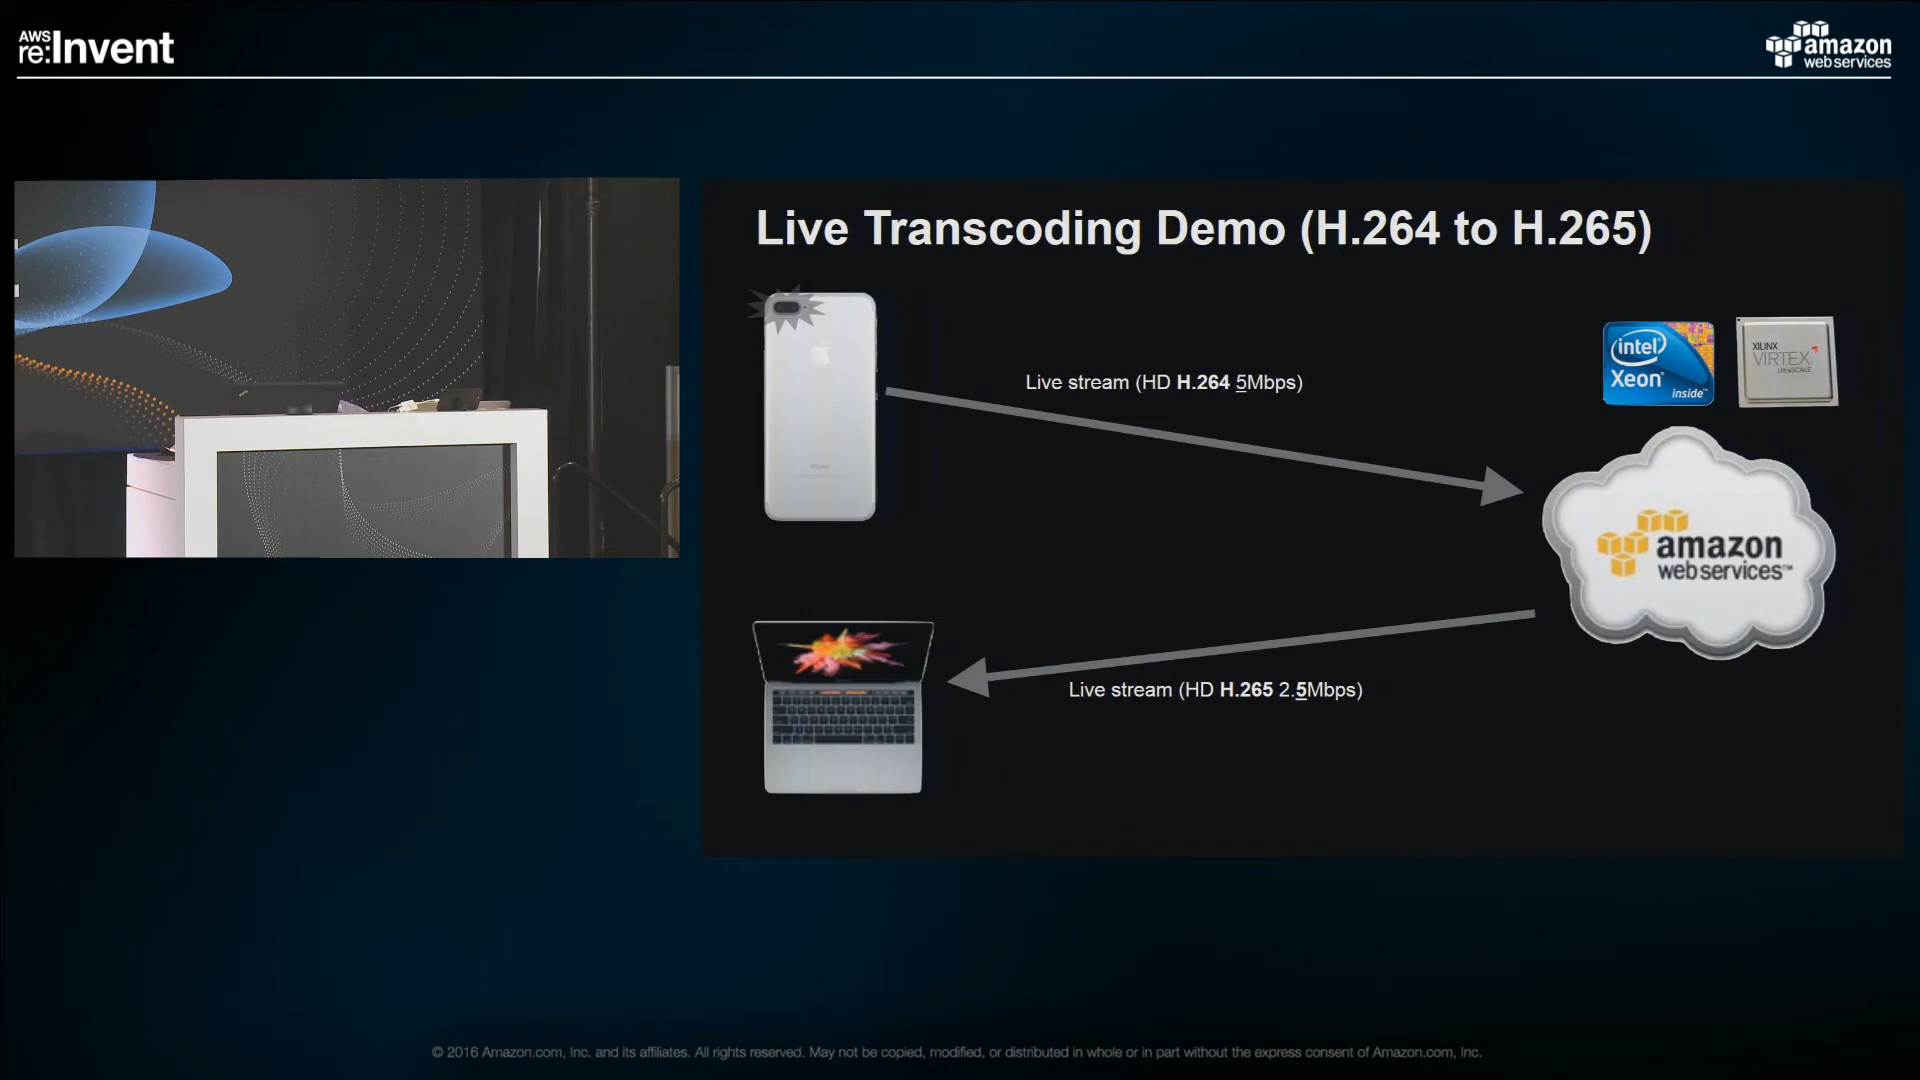 AWS
re:Invent
amazon
web services
Live Transcoding Demo (H.264 to H.265)
Live stream (HD H.264 5Mbps)
intel
Xeon
inside™
XILINX
VIRTEX
UltraSCALE
iPhone
amazon
web services™
Live stream (HD H.265 2.5Mbps)
© 2016 Amazon.com, Inc. and its affiliates. All rights reserved. May not be copied, modified, or distributed in whole or in part without the express consent of Amazon.com, Inc.